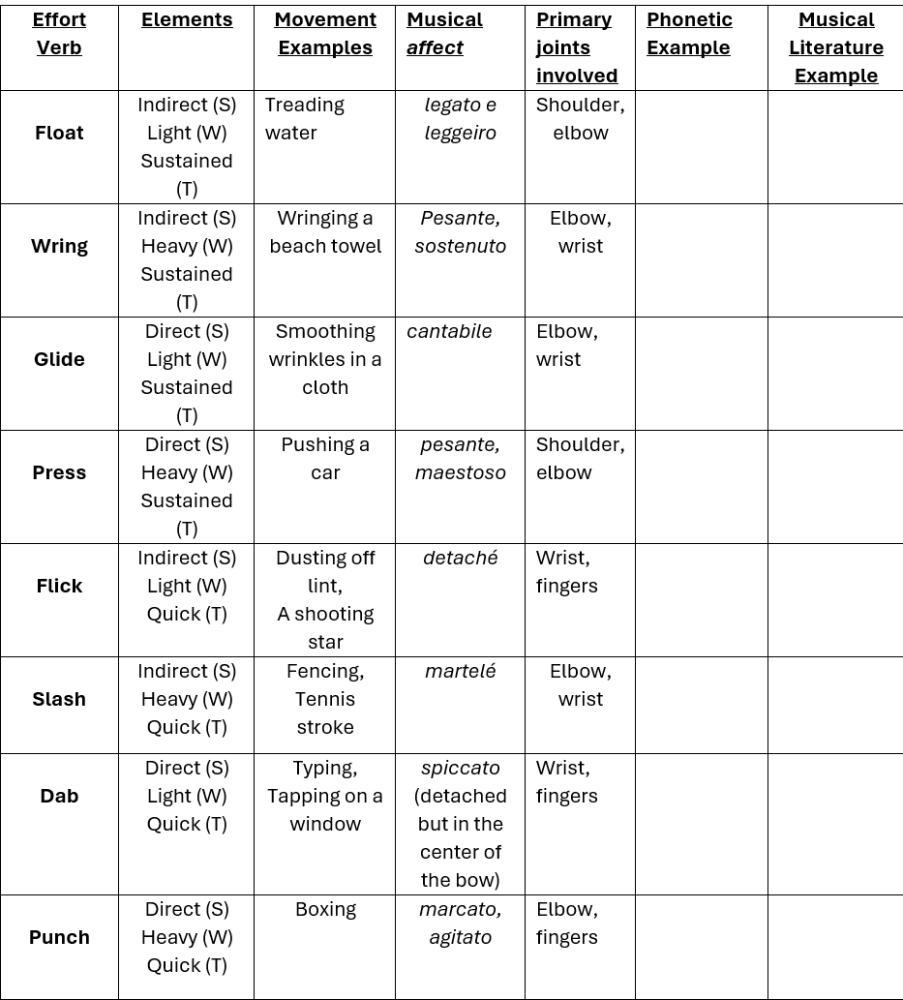 Effort Verb | Elements | Movement Examples | Musical affect | Primary joints involved | Phonetic Example | Musical Literature Example
Float | Indirect (S) Light (W) Sustained (T) | Treading water | legato e leggeiro | Shoulder, elbow | |
Wring | Indirect (S) Heavy (W) Sustained (T) | Wringing a beach towel | Pesante, sostenuto | Elbow, wrist | |
Glide | Direct (S) Light (W) Sustained (T) | Smoothing wrinkles in a cloth | cantabile | Elbow, wrist | |
Press | Direct (S) Heavy (W) Sustained (T) | Pushing a car | pesante, maestoso | Shoulder, elbow | |
Flick | Indirect (S) Light (W) Quick (T) | Dusting off lint, A shooting star | detaché | Wrist, fingers | |
Slash | Indirect (S) Heavy (W) Quick (T) | Fencing, Tennis stroke | martelé | Elbow, wrist | |
Dab | Direct (S) Light (W) Quick (T) | Typing, Tapping on a window | spiccato (detached but in the center of the bow) | Wrist, fingers | |
Punch | Direct (S) Heavy (W) Quick (T) | Boxing | marcato, agitato | Elbow, fingers | |